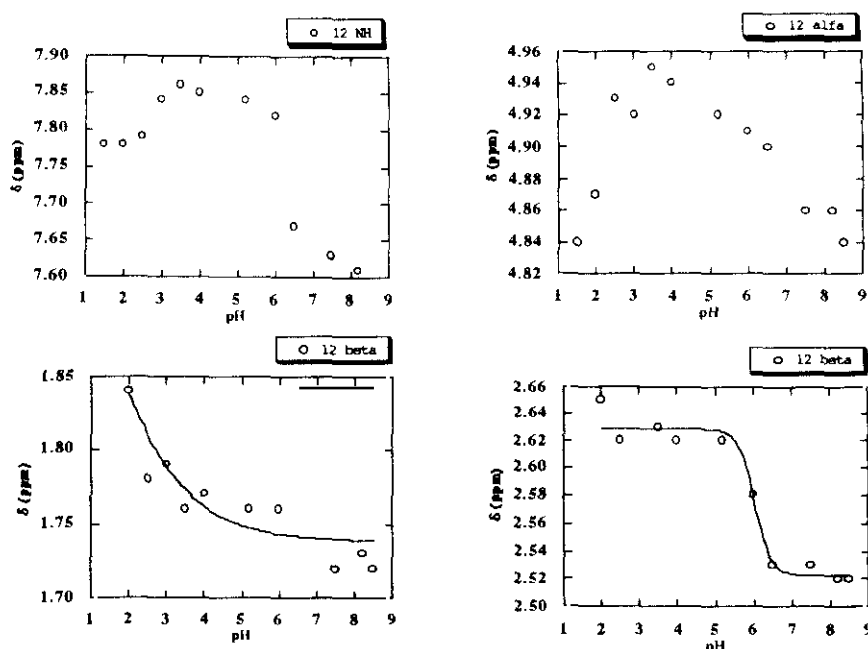 12 NH
7.90
7.85
7.80
7.75
7.70
7.65
7.60
δ (ppm)
1 2 3 4 5 6 7 8 9
pH
12 alfa
4.96
4.94
4.92
4.90
4.88
4.86
4.84
4.82
δ (ppm)
1 2 3 4 5 6 7 8 9
pH
12 beta
1.85
1.80
1.75
1.70
δ (ppm)
1 2 3 4 5 6 7 8 9
pH
12 beta
2.66
2.64
2.62
2.60
2.58
2.56
2.54
2.52
2.50
δ (ppm)
1 2 3 4 5 6 7 8 9
pH